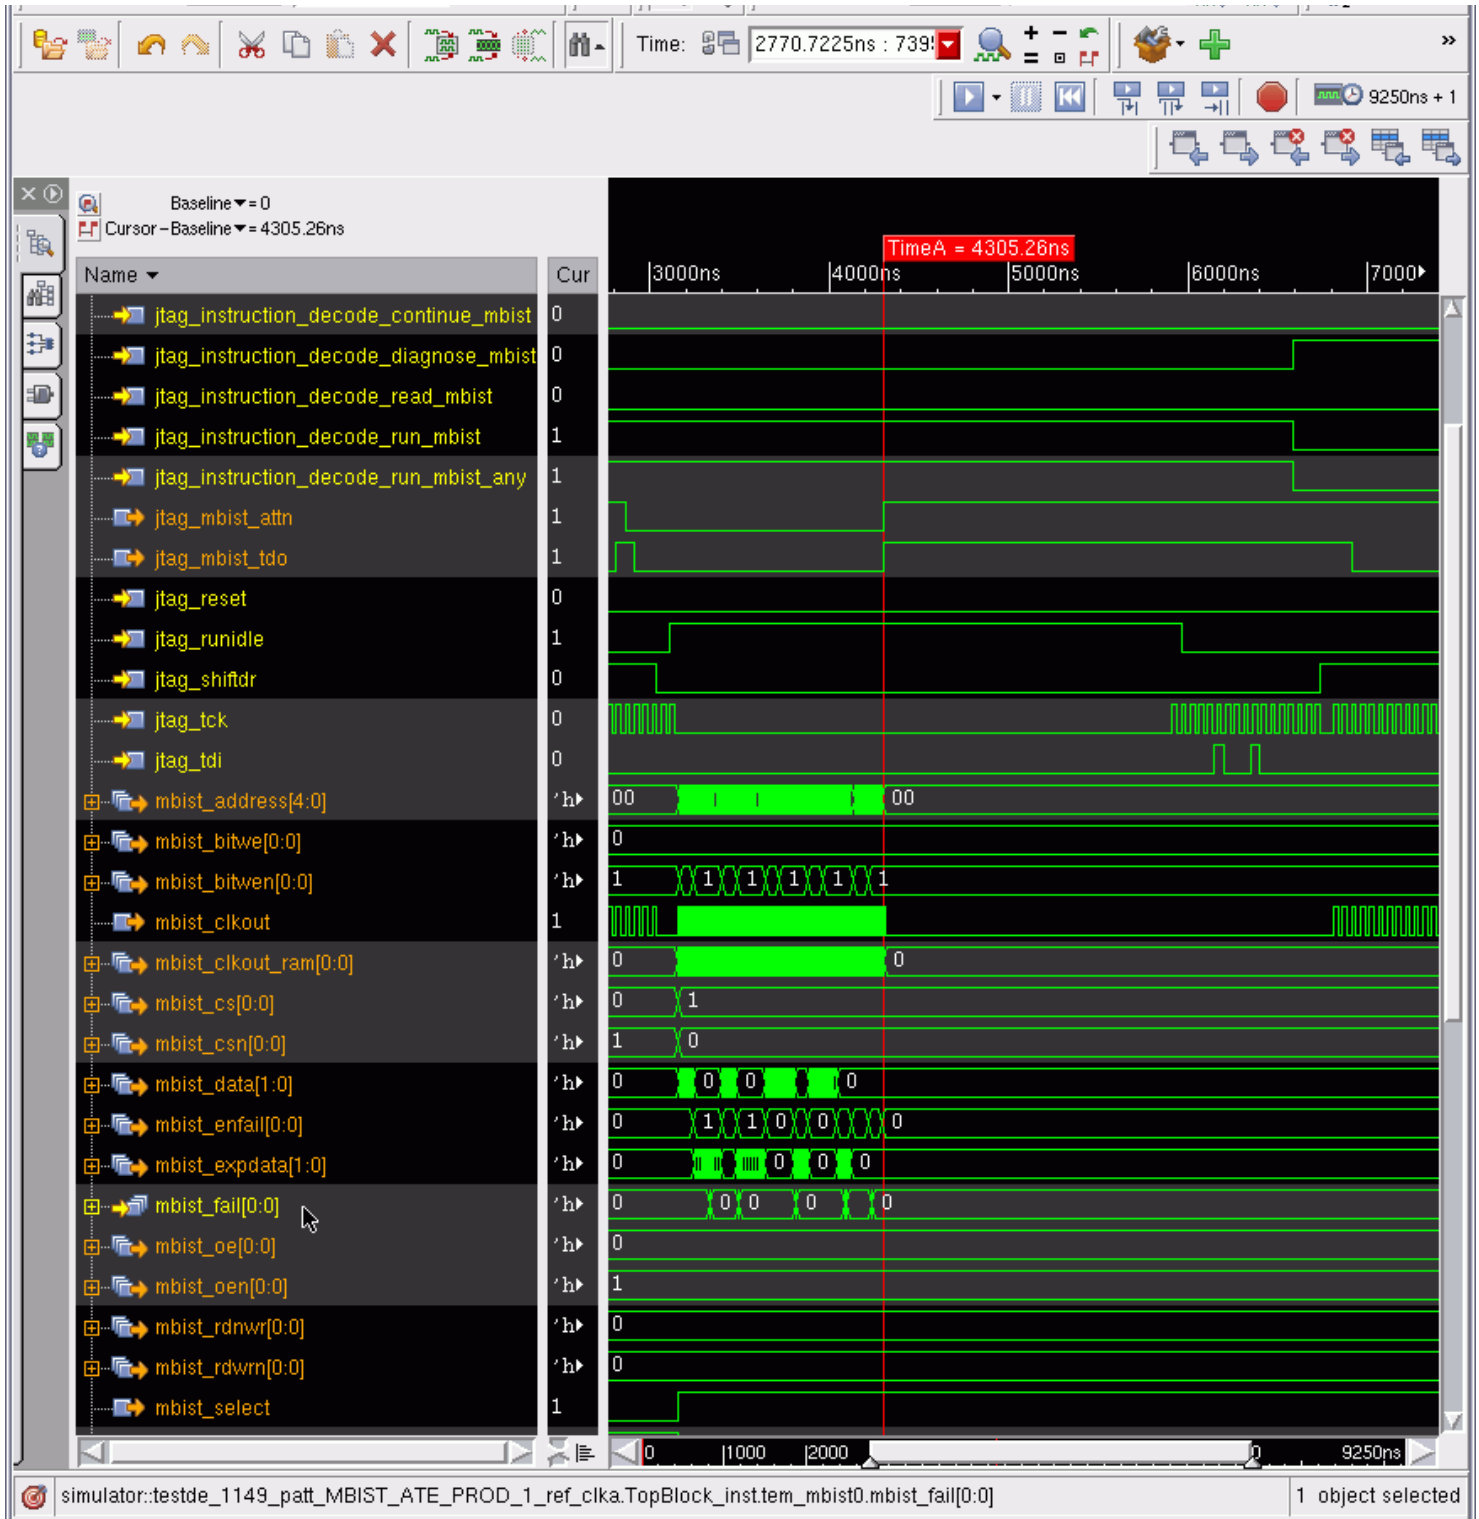 Time: 2770.7225ns : 739
»
9250ns + 1
Baseline▼= 0
Cursor–Baseline▼= 4305.26ns
TimeA = 4305.26ns
Name ▼ Cur |3000ns |4000ns |5000ns |6000ns |7000
jtag_instruction_decode_continue_mbist 0
jtag_instruction_decode_diagnose_mbist 0
jtag_instruction_decode_read_mbist 0
jtag_instruction_decode_run_mbist 1
jtag_instruction_decode_run_mbist_any 1
jtag_mbist_attn 1
jtag_mbist_tdo 1
jtag_reset 0
jtag_runidle 1
jtag_shiftdr 0
jtag_tck 0
jtag_tdi 0
mbist_address[4:0] 'h 00 00
mbist_bitwe[0:0] 'h 0
mbist_bitwen[0:0] 'h 1 1 1 1 1 1
mbist_clkout 1
mbist_clkout_ram[0:0] 'h 0 0
mbist_cs[0:0] 'h 0 1
mbist_csn[0:0] 'h 1 0
mbist_data[1:0] 'h 0 0 0 0
mbist_enfail[0:0] 'h 0 1 1 0 0 0
mbist_expdata[1:0] 'h 0 0 0 0
mbist_fail[0:0] 'h 0 0 0 0 0
mbist_oe[0:0] 'h 0
mbist_oen[0:0] 'h 1
mbist_rdnwr[0:0] 'h 0
mbist_rdwrn[0:0] 'h 0
mbist_select 1
0 |1000 |2000 9250ns
simulator::testde_1149_patt_MBIST_ATE_PROD_1_ref_clka.TopBlock_inst.tem_mbist0.mbist_fail[0:0] 1 object selected